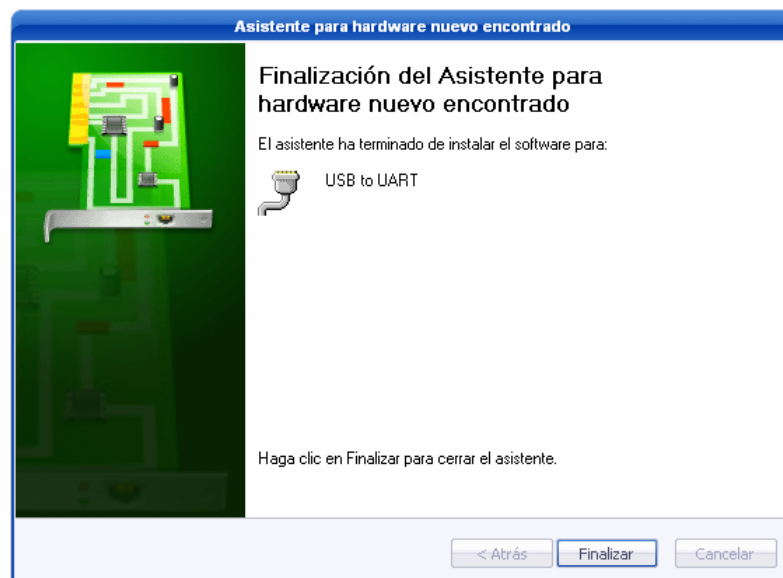 Asistente para hardware nuevo encontrado
Finalización del Asistente para
hardware nuevo encontrado
El asistente ha terminado de instalar el software para:
USB to UART
Haga clic en Finalizar para cerrar el asistente.
< Atrás Finalizar Cancelar